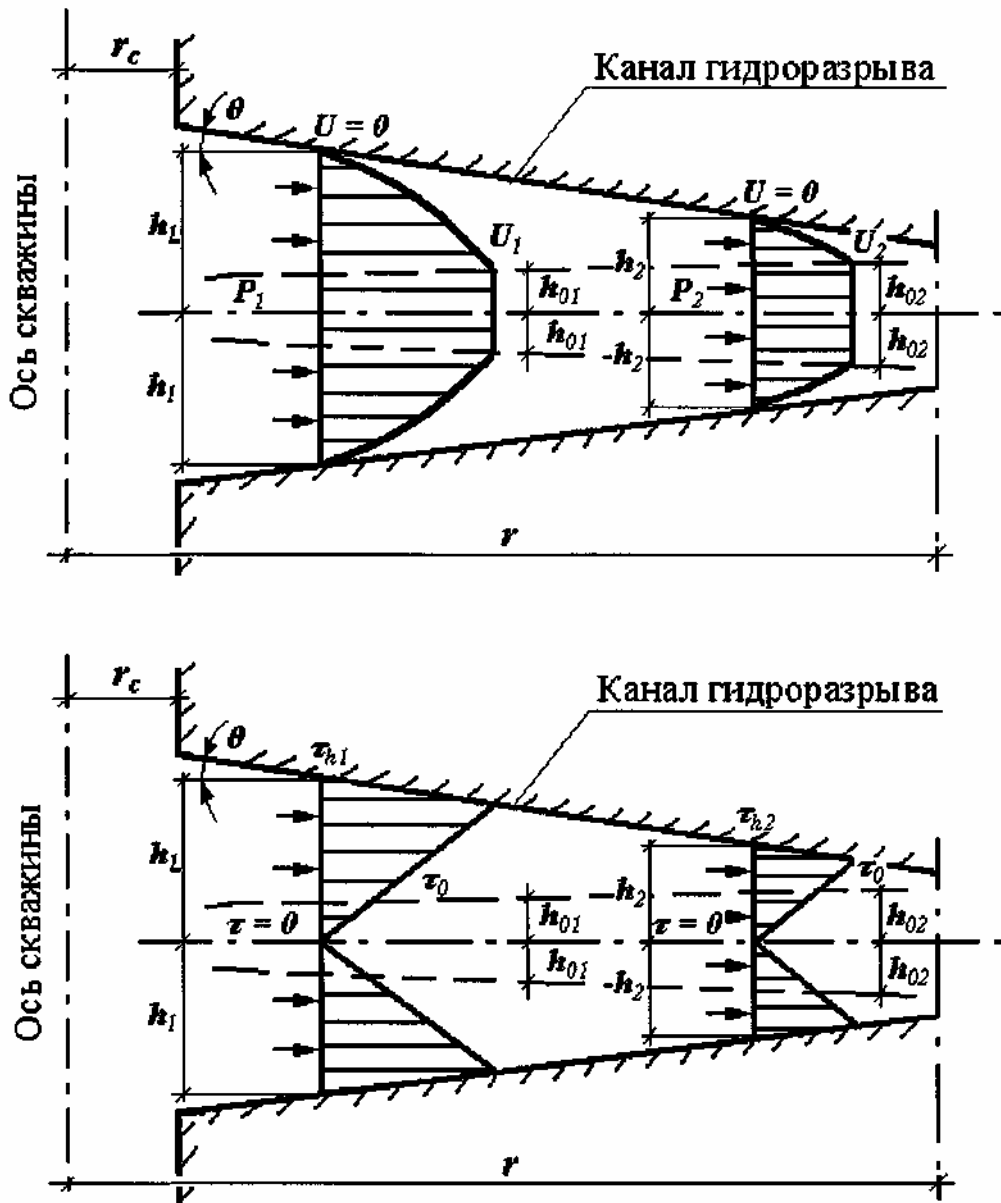 r_c
Канал гидроразрыва
θ
U = 0
U = 0
h_1
U_1
h_2
U_2
P_1
h_01
P_2
h_02
Ось скважины
h_01
-h_2
h_02
h_1
r
r_c
Канал гидроразрыва
θ
τ_h1
τ_h2
h_1
τ_0
h_2
τ_0
τ = 0
h_01
τ = 0
h_02
Ось скважины
h_01
-h_2
h_02
h_1
r